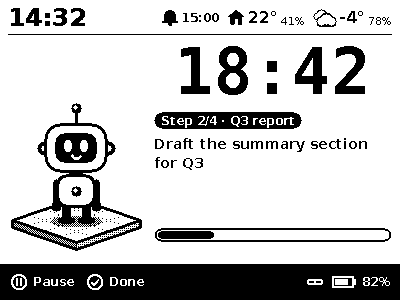 14:32 15:00 22° 41% -4° 78%
18:42
Step 2/4 · Q3 report
Draft the summary section
for Q3
Pause Done 82%